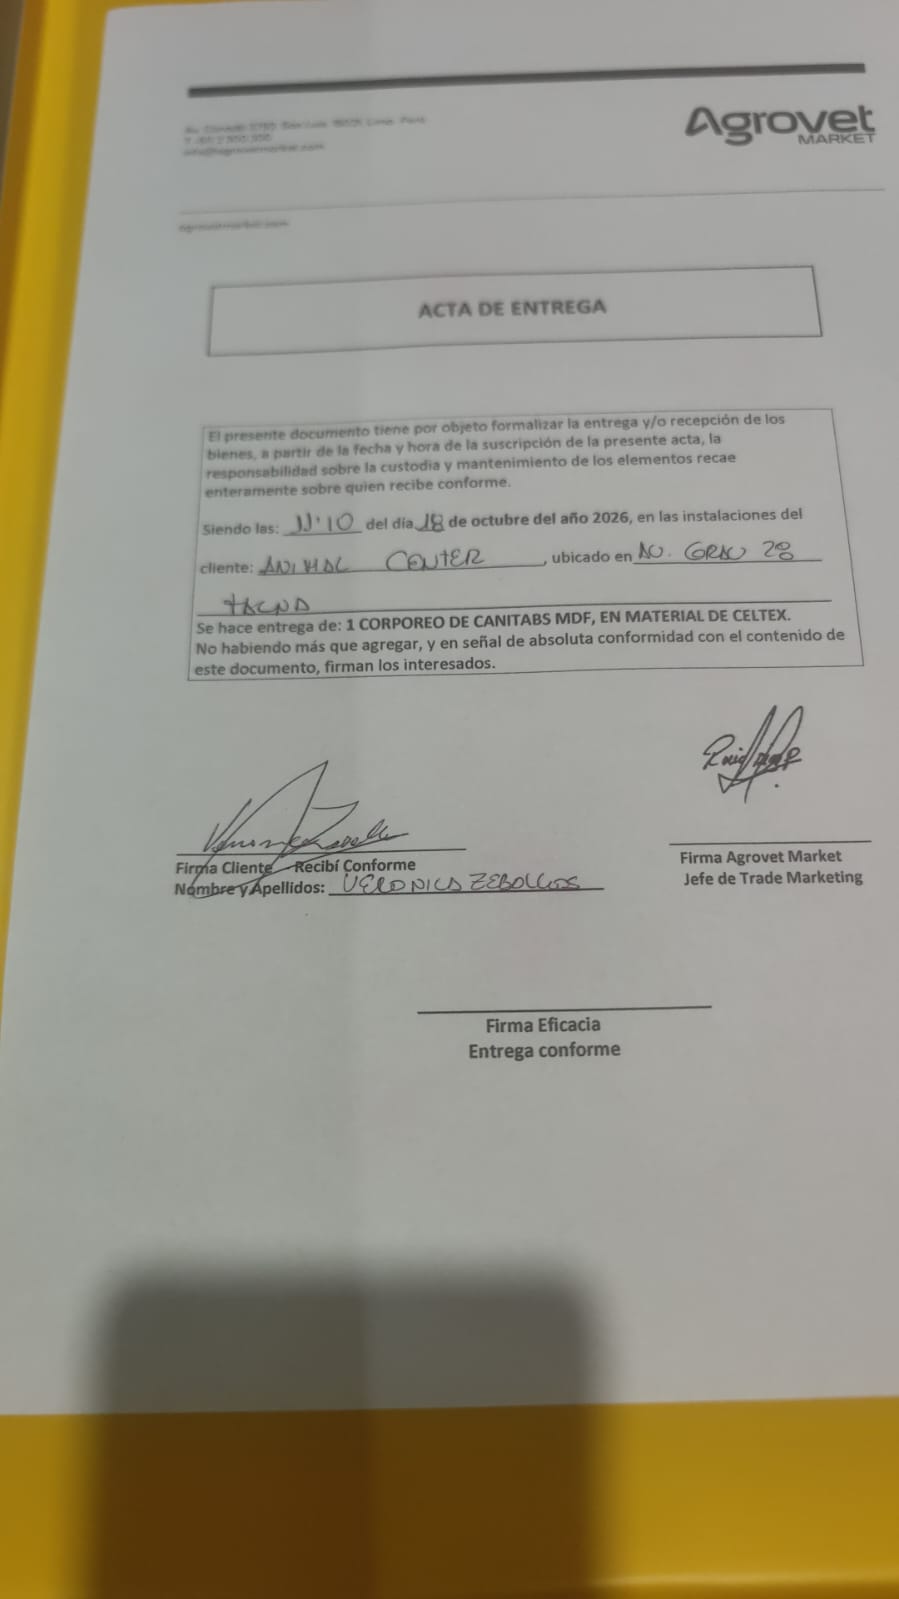 Agrovet
MARKET
ACTA DE ENTREGA
El presente documento tiene por objeto formalizar la entrega y/o recepción de los
bienes, a partir de la fecha y hora de la suscripción de la presente acta, la
responsabilidad sobre la custodia y mantenimiento de los elementos recae
enteramente sobre quien recibe conforme.
Siendo las: 11:10 del día 18 de octubre del año 2026, en las instalaciones del
cliente: ANIMAL CENTER, ubicado en AV. GRAU 28
TACNA
Se hace entrega de: 1 CORPOREO DE CANITABS MDF, EN MATERIAL DE CELTEX.
No habiendo más que agregar, y en señal de absoluta conformidad con el contenido de
este documento, firman los interesados.
Firma Cliente – Recibí Conforme
Nombre y Apellidos: VERONICA ZEBALLOS
Firma Agrovet Market
Jefe de Trade Marketing
Firma Eficacia
Entrega conforme